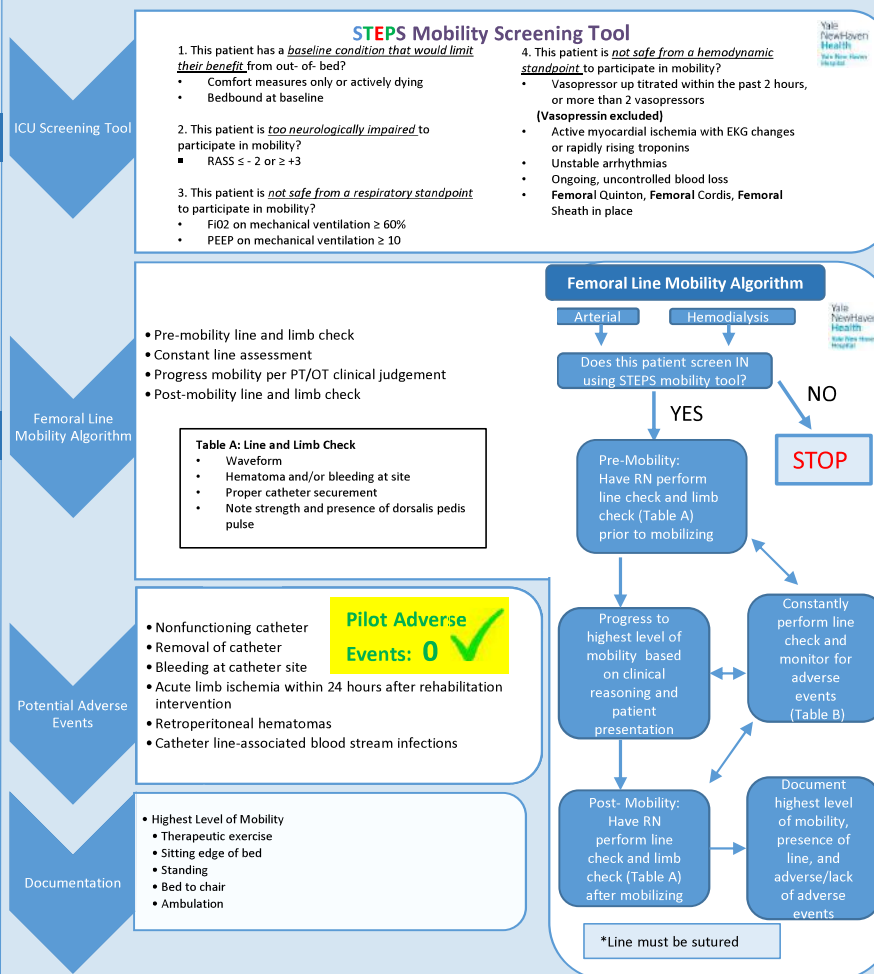 STEPS Mobility Screening Tool
Yale
NewHaven
Health
Yale New Haven
Hospital
ICU Screening Tool
1. This patient has a baseline condition that would limit
their benefit from out- of- bed?
• Comfort measures only or actively dying
• Bedbound at baseline
2. This patient is too neurologically impaired to
participate in mobility?
▪ RASS ≤ - 2 or ≥ +3
3. This patient is not safe from a respiratory standpoint
to participate in mobility?
• Fi02 on mechanical ventilation ≥ 60%
• PEEP on mechanical ventilation ≥ 10
4. This patient is not safe from a hemodynamic
standpoint to participate in mobility?
• Vasopressor up titrated within the past 2 hours,
or more than 2 vasopressors
(Vasopressin excluded)
• Active myocardial ischemia with EKG changes
or rapidly rising troponins
• Unstable arrhythmias
• Ongoing, uncontrolled blood loss
• Femoral Quinton, Femoral Cordis, Femoral
Sheath in place
Femoral Line
Mobility Algorithm
• Pre-mobility line and limb check
• Constant line assessment
• Progress mobility per PT/OT clinical judgement
• Post-mobility line and limb check
Table A: Line and Limb Check
• Waveform
• Hematoma and/or bleeding at site
• Proper catheter securement
• Note strength and presence of dorsalis pedis
pulse
Femoral Line Mobility Algorithm
Yale
NewHaven
Health
Yale New Haven
Hospital
Arterial
Hemodialysis
Does this patient screen IN
using STEPS mobility tool?
YES
NO
STOP
Pre-Mobility:
Have RN perform
line check and limb
check (Table A)
prior to mobilizing
Progress to
highest level of
mobility based
on clinical
reasoning and
patient
presentation
Constantly
perform line
check and
monitor for
adverse
events
(Table B)
Post- Mobility:
Have RN
perform line
check and limb
check (Table A)
after mobilizing
Document
highest level
of mobility,
presence of
line, and
adverse/lack
of adverse
events
*Line must be sutured
Potential Adverse
Events
• Nonfunctioning catheter
• Removal of catheter
• Bleeding at catheter site
• Acute limb ischemia within 24 hours after rehabilitation
intervention
• Retroperitoneal hematomas
• Catheter line-associated blood stream infections
Pilot Adverse
Events: 0
Documentation
• Highest Level of Mobility
• Therapeutic exercise
• Sitting edge of bed
• Standing
• Bed to chair
• Ambulation